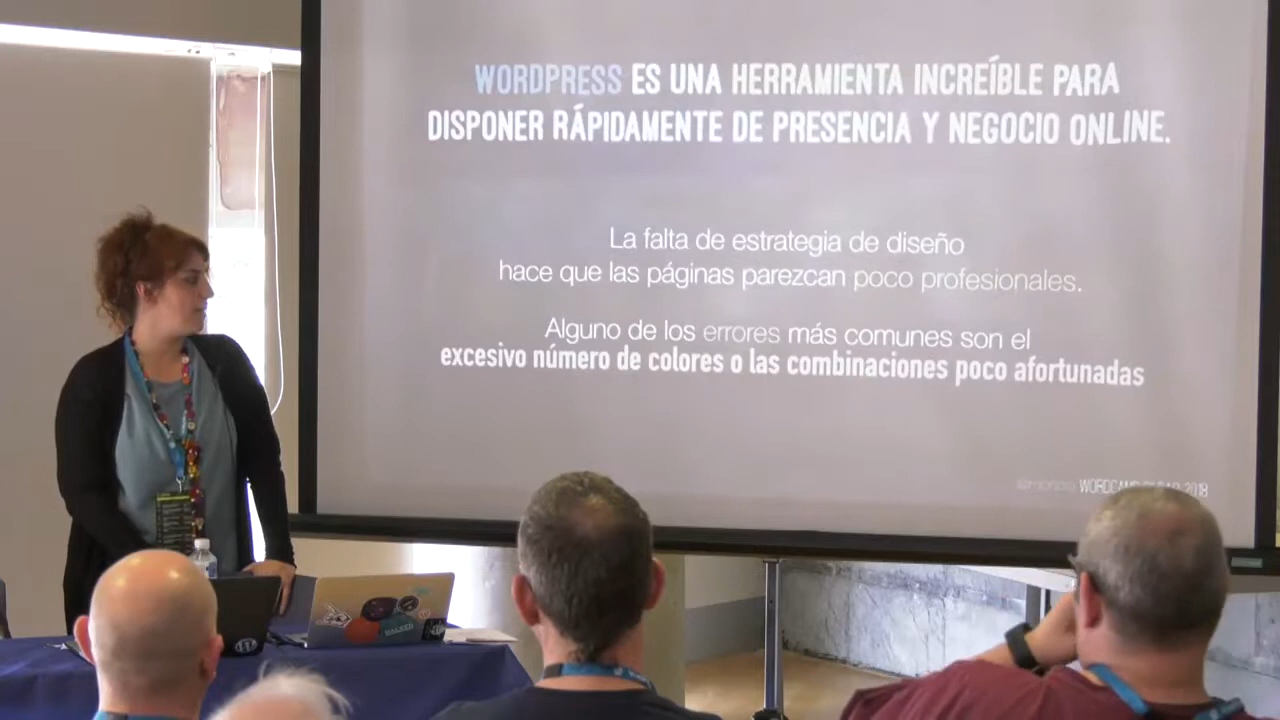 WORDPRESS ES UNA HERRAMIENTA INCREÍBLE PARA
DISPONER RÁPIDAMENTE DE PRESENCIA Y NEGOCIO ONLINE.
La falta de estrategia de diseño
hace que las páginas parezcan poco profesionales.
Alguno de los errores más comunes son el
excesivo número de colores o las combinaciones poco afortunadas
2018